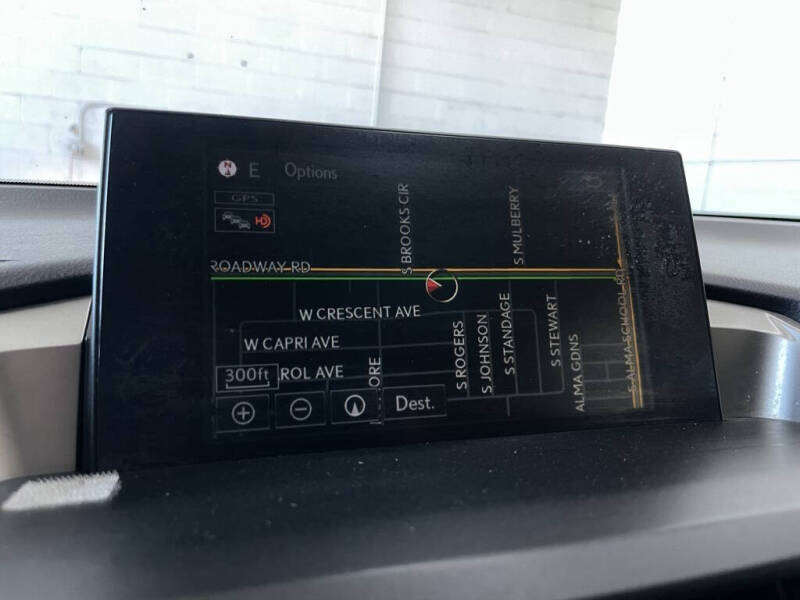 N E Options
GPS
HD
S BROOKS CIR
S MULBERRY
ROADWAY RD
W CRESCENT AVE
W CAPRI AVE
ROL AVE
300ft
ORE
S ROGERS
S JOHNSON
S STANDAGE
S STEWART
ALMA GDNS
S ALMA SCHOOL RD
Dest.